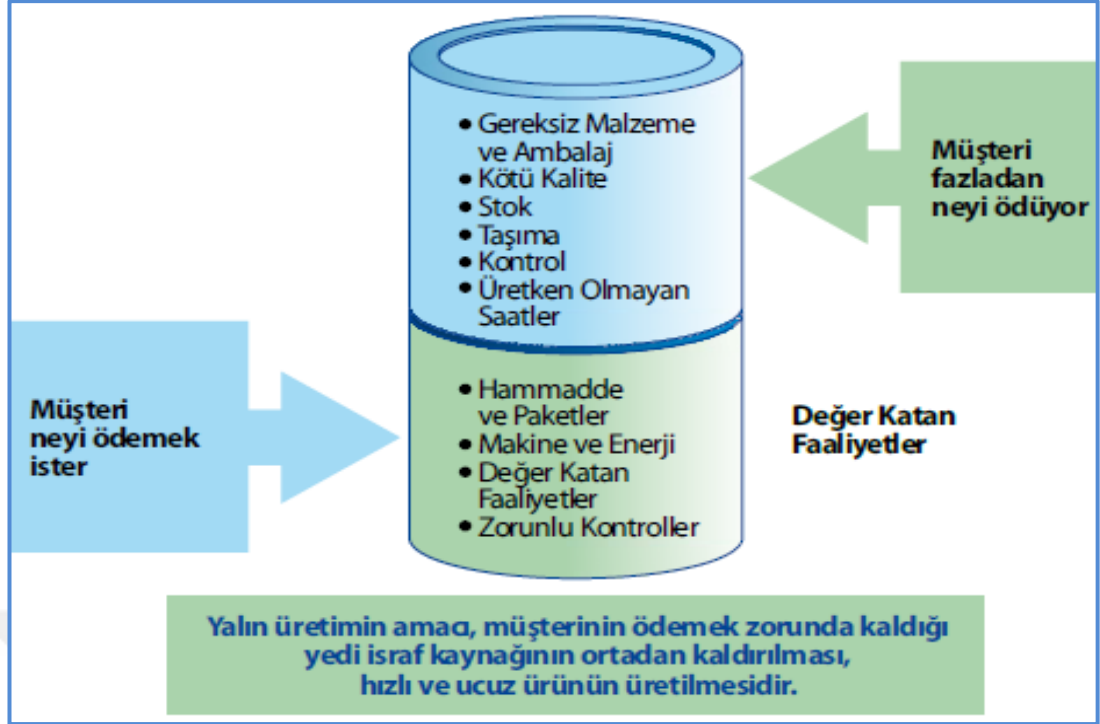 • Gereksiz Malzeme
ve Ambalaj
• Kötü Kalite
• Stok
• Taşıma
• Kontrol
• Üretken Olmayan
Saatler
Müşteri
fazladan
neyi ödüyor
Müşteri
neyi ödemek
ister
• Hammadde
ve Paketler
• Makine ve Enerji
• Değer Katan
Faaliyetler
• Zorunlu Kontroller
Değer Katan
Faaliyetler
Yalın üretimin amacı, müşterinin ödemek zorunda kaldığı
yedi israf kaynağının ortadan kaldırılması,
hızlı ve ucuz ürünün üretilmesidir.